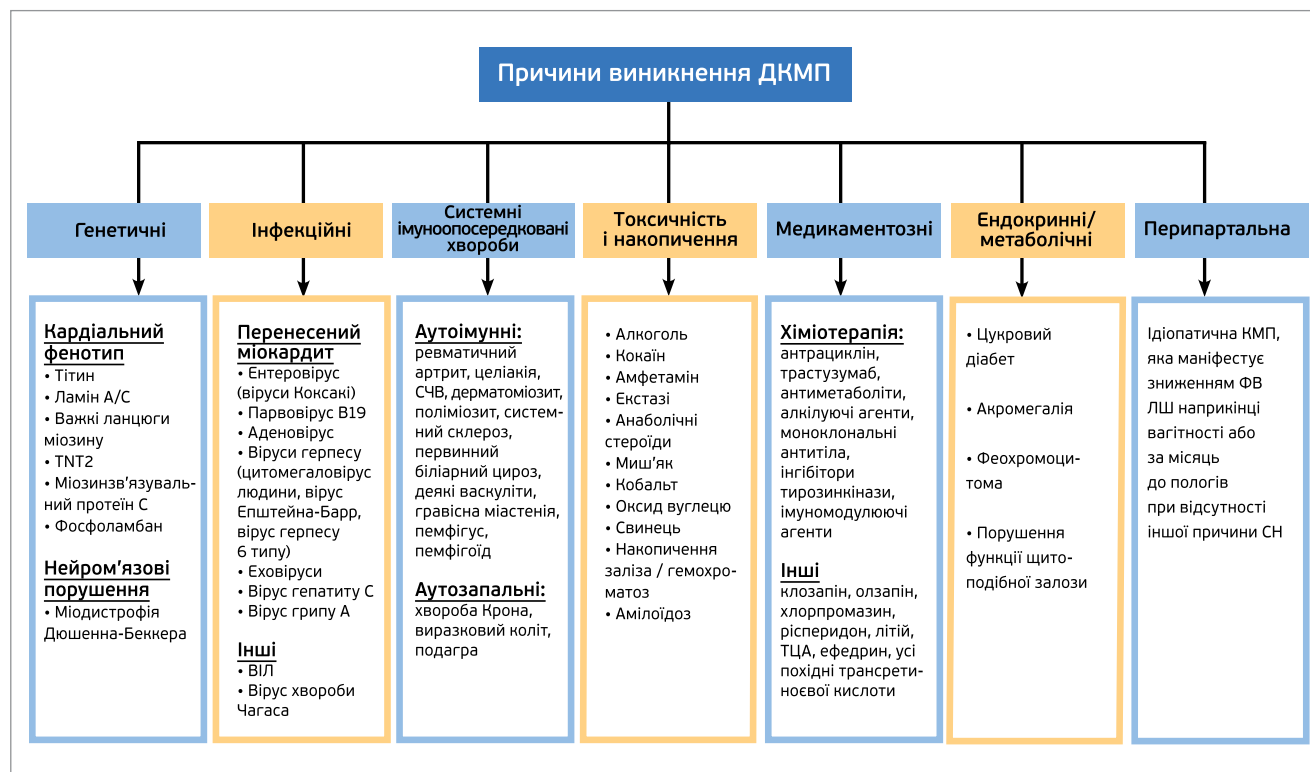 Причини виникнення ДКМП
Генетичні
Кардіальний
фенотип
• Тітин
• Ламін А/С
• Важкі ланцюги
міозину
• TNT2
• Міозинзв'язуваль-
ний протеїн С
• Фосфоламбан
Нейром'язові
порушення
• Міодистрофія
Дюшенна-Беккера
Інфекційні
Перенесений
міокардит
• Ентеровірус
(віруси Коксакі)
• Парвовірус В19
• Аденовірус
• Віруси герпесу
(цитомегаловірус
людини, вірус
Епштейна-Барр,
вірус герпесу
6 типу)
• Еховіруси
• Вірус гепатиту С
• Вірус грипу А
Інші
• ВІЛ
• Вірус хвороби
Чагаса
Системні
імуноопосередковані
хвороби
Аутоімунні:
ревматичний
артрит, целіакія,
СЧВ, дерматоміозит,
поліміозит, систем-
ний склероз,
первинний
біліарний цироз,
деякі васкуліти,
гравісна міастенія,
пемфігус,
пемфігоїд
Аутозапальні:
хвороба Крона,
виразковий коліт,
подагра
Токсичність
і накопичення
• Алкоголь
• Кокаїн
• Амфетамін
• Екстазі
• Анаболічні
стероїди
• Миш'як
• Кобальт
• Оксид вуглецю
• Свинець
• Накопичення
заліза / гемохро-
матоз
• Амілоїдоз
Медикаментозні
Хіміотерапія:
антрациклін,
трастузумаб,
антиметаболіти,
алкілуючі агенти,
моноклональні
антитіла,
інгібітори
тирозинкінази,
імуномодулюючі
агенти
Інші
клозапін, олзапін,
хлорпромазин,
рісперидон, літій,
ТЦА, ефедрин, усі
похідні трансрети-
ноєвої кислоти
Ендокринні/
метаболічні
• Цукровий
діабет
• Акромегалія
• Феохромоци-
тома
• Порушення
функції щито-
подібної залози
Перипартальна
Ідіопатична КМП,
яка маніфестує
зниженням ФВ
ЛШ наприкінці
вагітності або
за місяць
до пологів
при відсутності
іншої причини СН